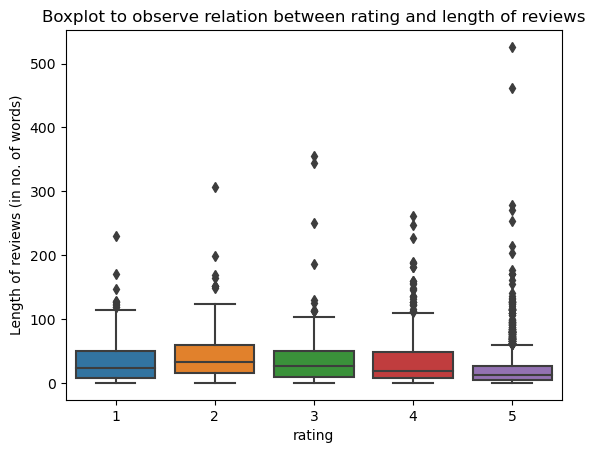 Boxplot to observe relation between rating and length of reviews
Length of reviews (in no. of words)
500
400
300
200
100
0
1 2 3 4 5
rating